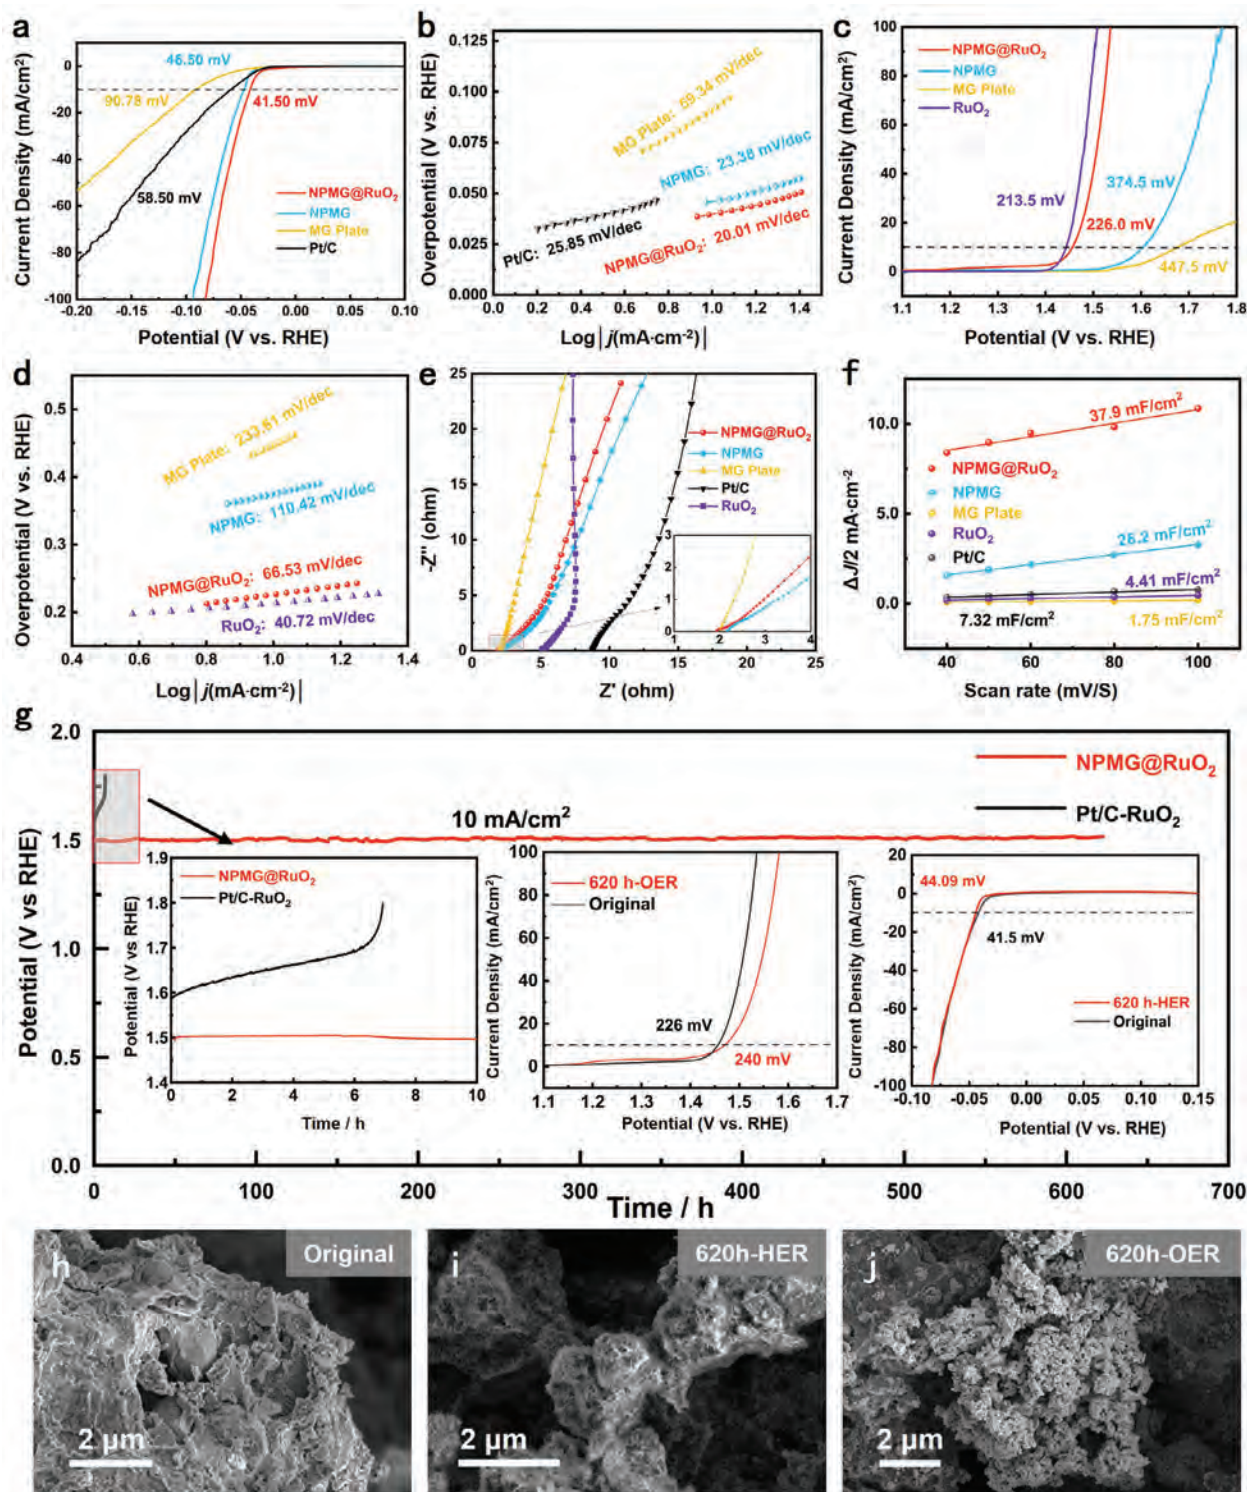 a
46.50 mV
90.78 mV
41.50 mV
58.50 mV
NPMG@RuO₂
NPMG
MG Plate
Pt/C
Current Density (mA/cm²)
0
-20
-40
-60
-80
-100
-0.20 -0.15 -0.10 -0.05 0.00 0.05 0.10
Potential (V vs. RHE)
b
MG Plate: 69.34 mV/dec
NPMG: 23.38 mV/dec
Pt/C: 25.85 mV/dec
NPMG@RuO₂: 20.01 mV/dec
Overpotential (V vs. RHE)
0.125
0.100
0.075
0.050
0.025
0.000
0.0 0.2 0.4 0.6 0.8 1.0 1.2 1.4
Log|j(mA·cm⁻²)|
c
NPMG@RuO₂
NPMG
MG Plate
RuO₂
213.5 mV
374.5 mV
226.0 mV
447.5 mV
Current Density (mA/cm²)
100
80
60
40
20
0
1.1 1.2 1.3 1.4 1.5 1.6 1.7 1.8
Potential (V vs. RHE)
d
MG Plate: 233.61 mV/dec
NPMG: 110.42 mV/dec
NPMG@RuO₂: 66.53 mV/dec
RuO₂: 40.72 mV/dec
Overpotential (V vs. RHE)
0.5
0.4
0.3
0.2
0.4 0.6 0.8 1.0 1.2 1.4
Log|j(mA·cm⁻²)|
e
NPMG@RuO₂
NPMG
MG Plate
Pt/C
RuO₂
-Z'' (ohm)
25
20
15
10
5
0
3
2
1
0
1 2 3 4
0 5 10 15 20 25
Z' (ohm)
f
37.9 mF/cm²
NPMG@RuO₂
NPMG
MG Plate
RuO₂
Pt/C
26.2 mF/cm²
4.41 mF/cm²
7.32 mF/cm²
1.75 mF/cm²
ΔJ/2 mA·cm⁻²
10.0
5.0
0.0
40 60 80 100
Scan rate (mV/S)
g
Potential (V vs RHE)
2.0
1.5
1.0
0.5
0.0
NPMG@RuO₂
Pt/C-RuO₂
10 mA/cm²
NPMG@RuO₂
Pt/C-RuO₂
Potential (V vs RHE)
1.9
1.8
1.7
1.6
1.5
1.4
0 2 4 6 8 10
Time / h
620 h-OER
Original
226 mV
240 mV
Current Density (mA/cm²)
100
80
60
40
20
0
1.1 1.2 1.3 1.4 1.5 1.6 1.7
Potential (V vs. RHE)
44.09 mV
41.5 mV
620 h-HER
Original
Current Density (mA/cm²)
20
0
-20
-40
-60
-80
-100
-0.10 -0.05 0.00 0.05 0.10 0.15
Potential (V vs. RHE)
0 100 200 300 400 500 600 700
Time / h
h
Original
2 μm
i
620h-HER
2 μm
j
620h-OER
2 μm